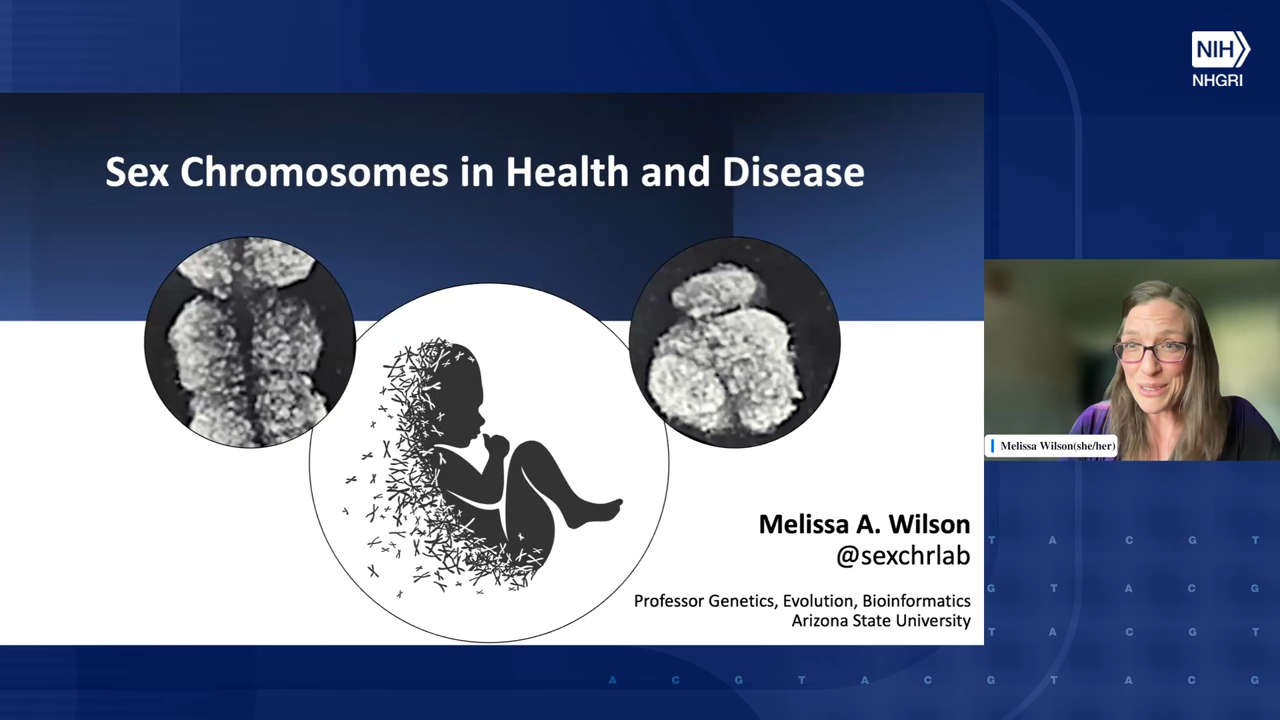 NIH
NHGRI
Sex Chromosomes in Health and Disease
Melissa Wilson(she/her)
Melissa A. Wilson
@sexchrlab
Professor Genetics, Evolution, Bioinformatics
Arizona State University
T A C G T
G T A C G
T A C G T
A C G T A C G T A C G